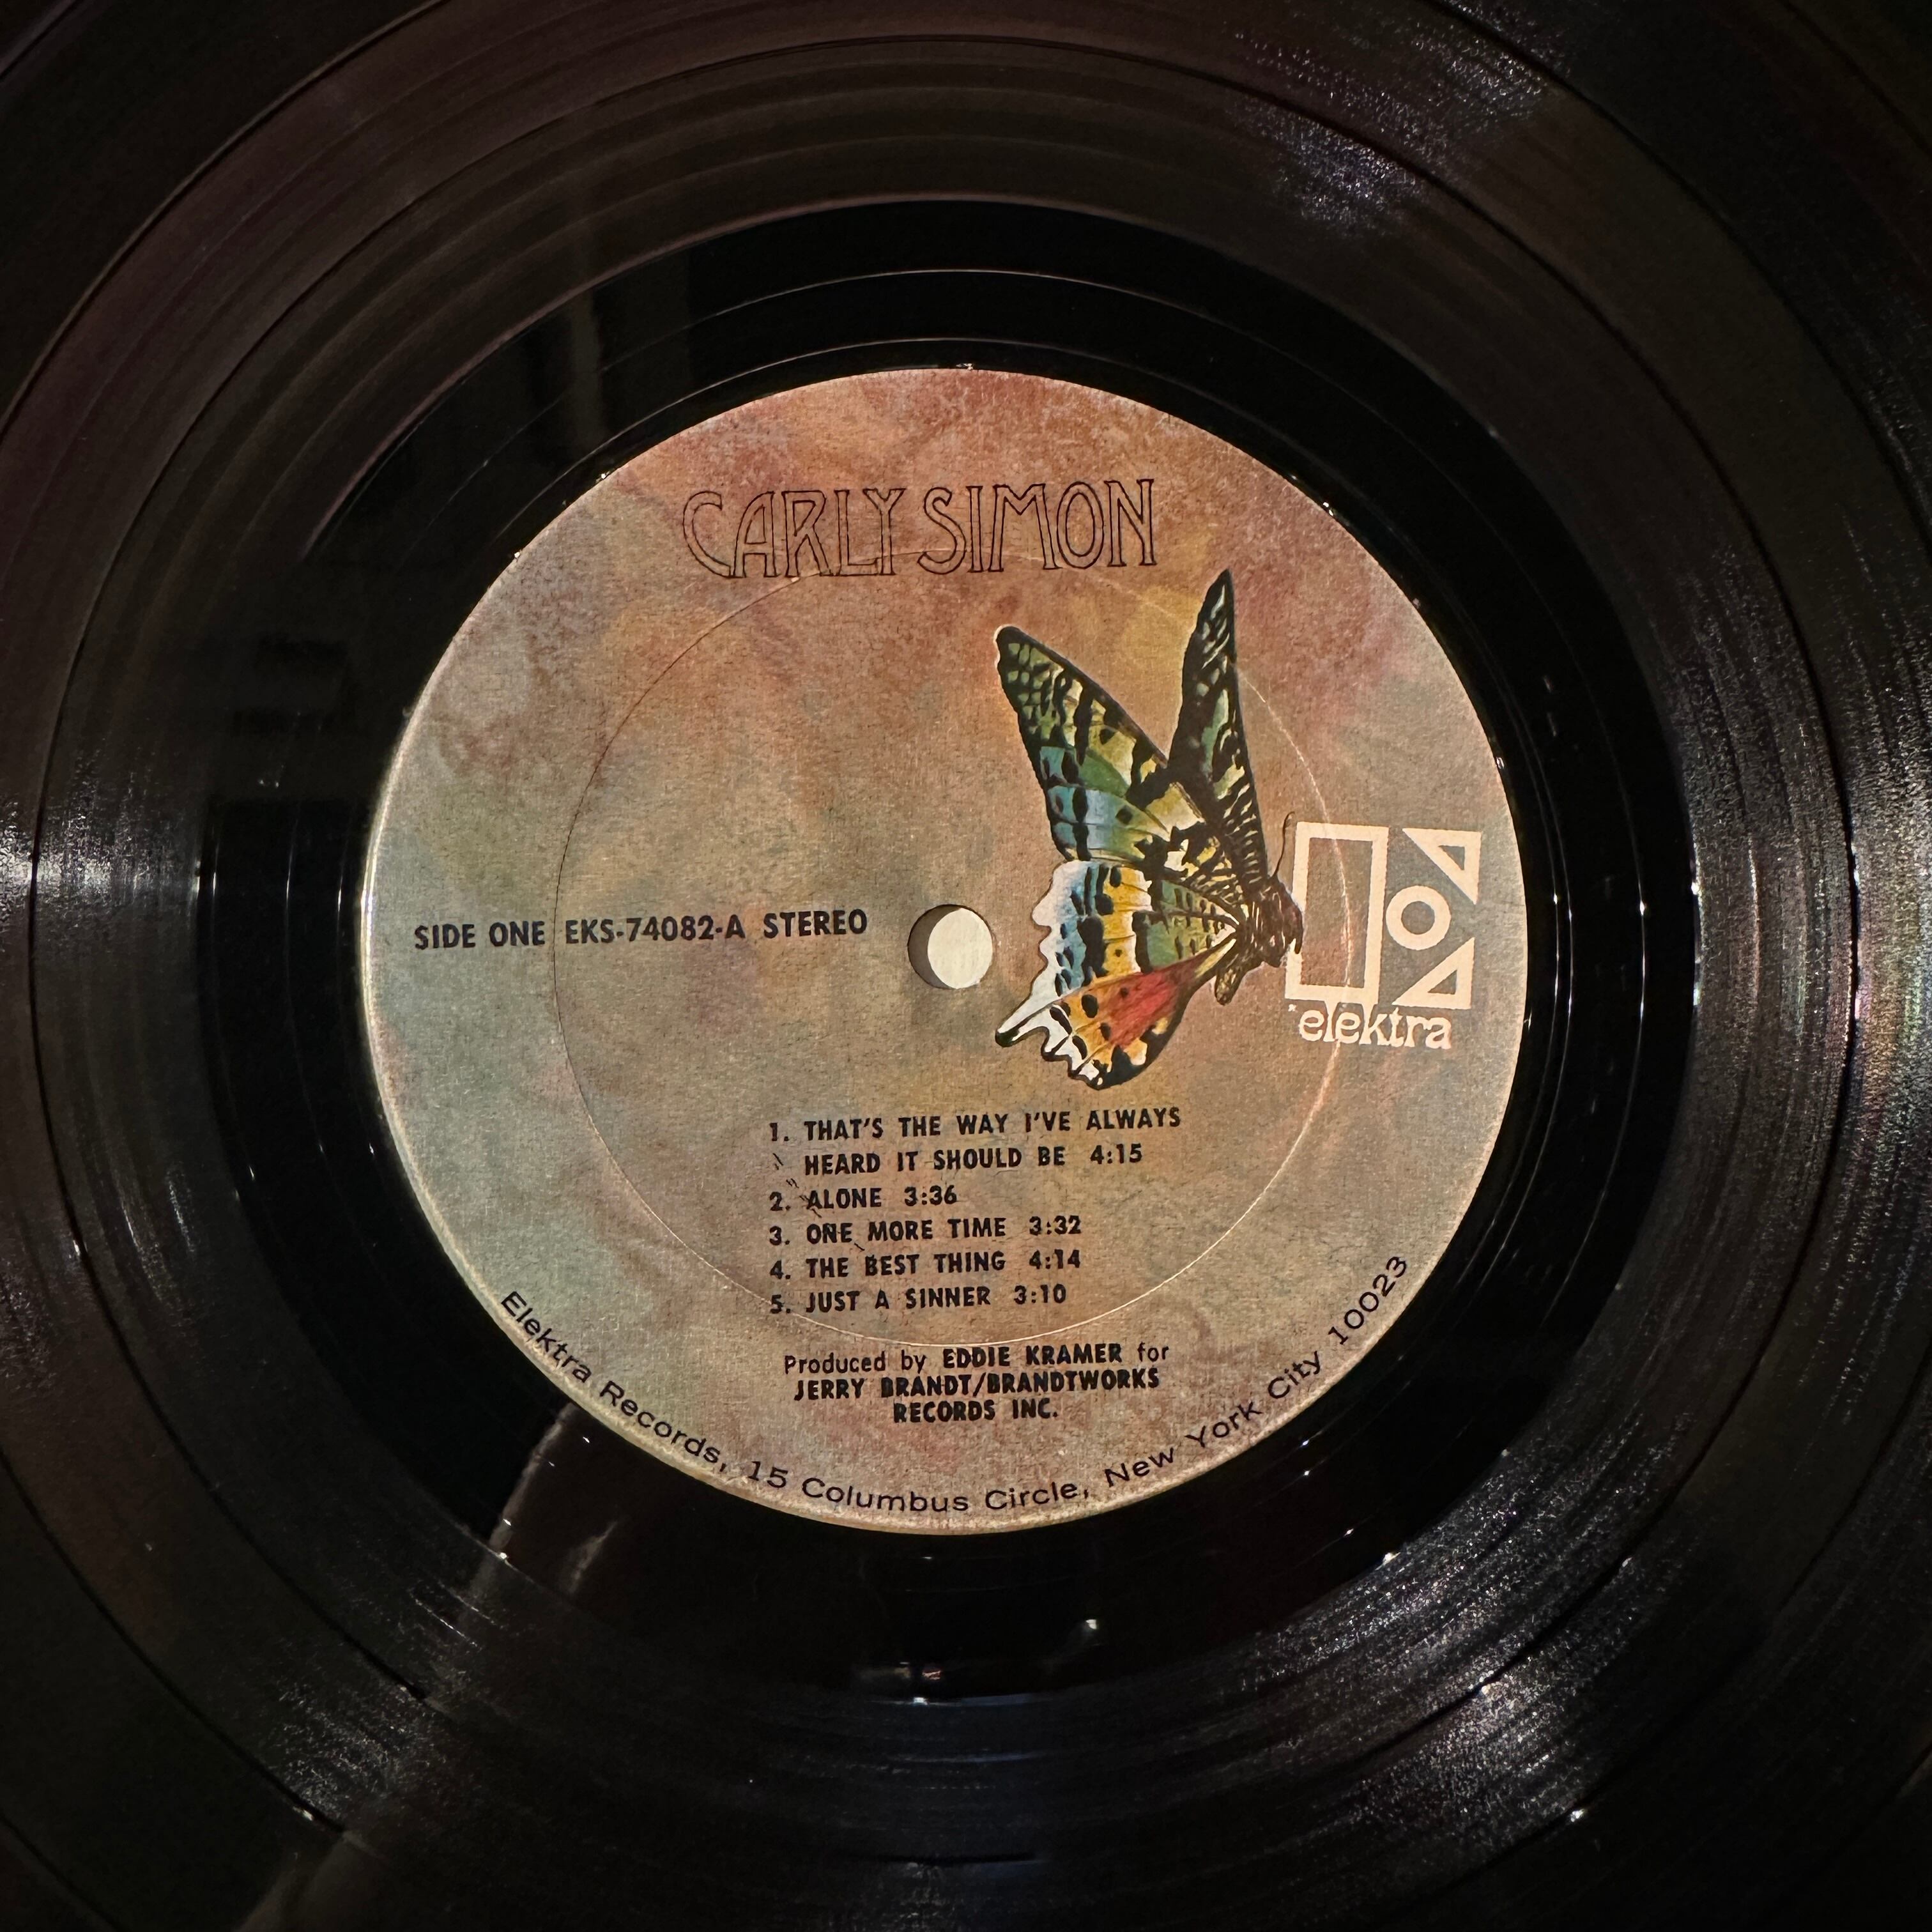 CARLY SIMON
SIDE ONE EKS-74082-A STEREO
elektra
1. THAT'S THE WAY I'VE ALWAYS
HEARD IT SHOULD BE 4:15
2. ALONE 3:36
3. ONE MORE TIME 3:32
4. THE BEST THING 4:14
5. JUST A SINNER 3:10
Produced by EDDIE KRAMER for
JERRY BRANDT/BRANDTWORKS
RECORDS INC.
Elektra Records, 15 Columbus Circle, New York City 10023